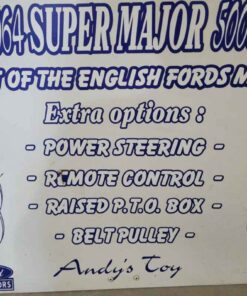 64 SUPER MAJOR 500
T OF THE ENGLISH FORDS M
Extra options :
- POWER STEERING -
- REMOTE CONTROL -
- RAISED P.T.O. BOX -
- BELT PULLEY -
Andy's Toy
ORS